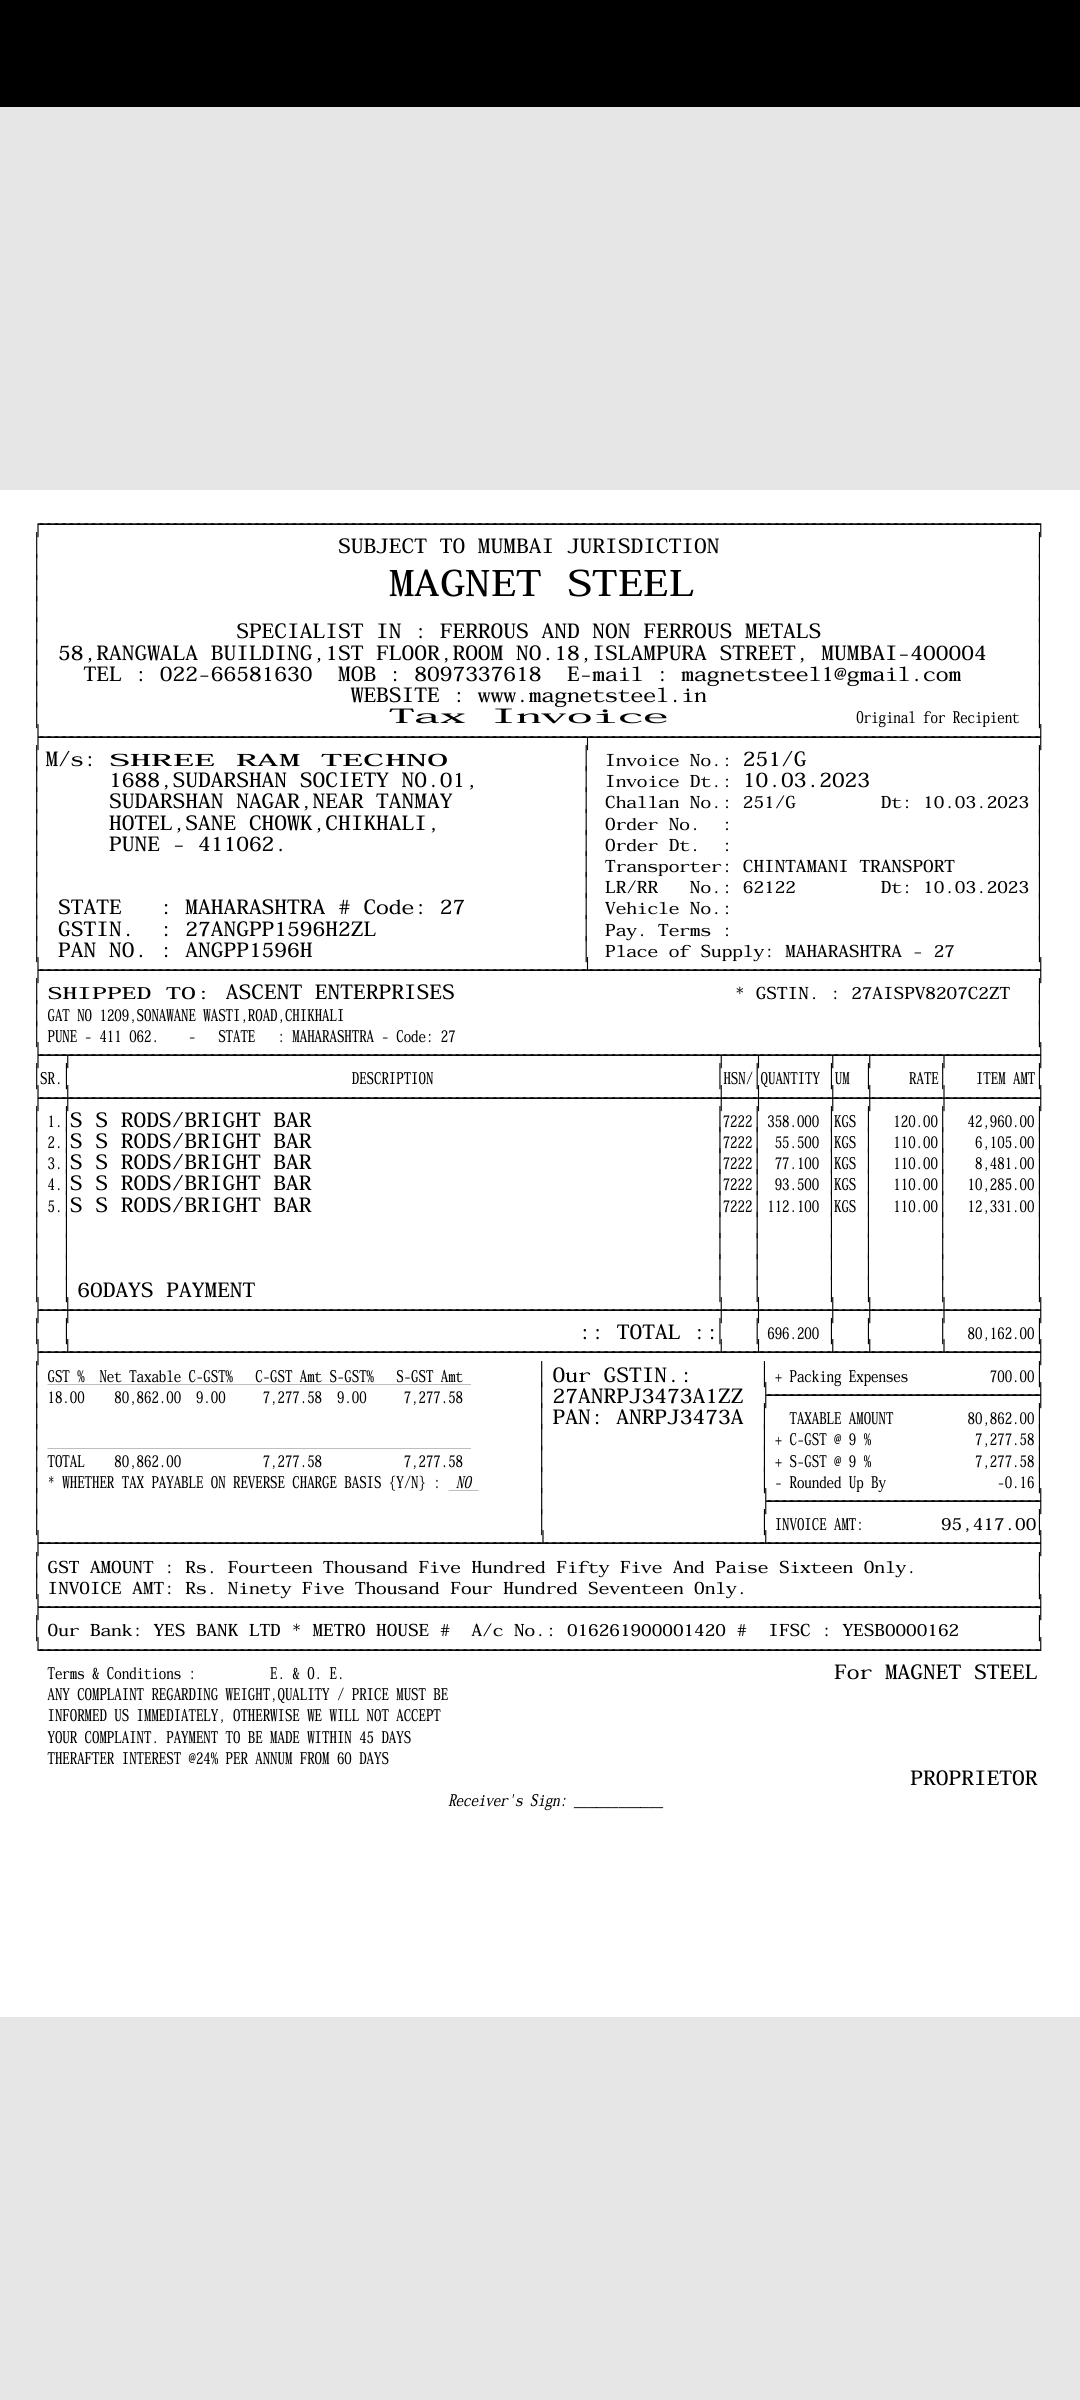 SUBJECT TO MUMBAI JURISDICTION
MAGNET STEEL
SPECIALIST IN : FERROUS AND NON FERROUS METALS
58,RANGWALA BUILDING,1ST FLOOR,ROOM NO.18,ISLAMPURA STREET, MUMBAI-400004
TEL : 022-66581630 MOB : 8097337618 E-mail : magnetsteel1@gmail.com
WEBSITE : www.magnetsteel.in
Tax Invoice Original for Recipient
M/s: SHREE RAM TECHNO
1688,SUDARSHAN SOCIETY NO.01,
SUDARSHAN NAGAR,NEAR TANMAY
HOTEL,SANE CHOWK,CHIKHALI,
PUNE - 411062.
STATE : MAHARASHTRA # Code: 27
GSTIN. : 27ANGPP1596H2ZL
PAN NO. : ANGPP1596H
Invoice No.: 251/G
Invoice Dt.: 10.03.2023
Challan No.: 251/G Dt: 10.03.2023
Order No. :
Order Dt. :
Transporter: CHINTAMANI TRANSPORT
LR/RR No.: 62122 Dt: 10.03.2023
Vehicle No.:
Pay. Terms :
Place of Supply: MAHARASHTRA - 27
SHIPPED TO: ASCENT ENTERPRISES * GSTIN. : 27AISPV8207C2ZT
GAT NO 1209,SONAWANE WASTI,ROAD,CHIKHALI
PUNE - 411 062. - STATE : MAHARASHTRA - Code: 27
SR. DESCRIPTION HSN/ QUANTITY UM RATE ITEM AMT
1. S S RODS/BRIGHT BAR 7222 358.000 KGS 120.00 42,960.00
2. S S RODS/BRIGHT BAR 7222 55.500 KGS 110.00 6,105.00
3. S S RODS/BRIGHT BAR 7222 77.100 KGS 110.00 8,481.00
4. S S RODS/BRIGHT BAR 7222 93.500 KGS 110.00 10,285.00
5. S S RODS/BRIGHT BAR 7222 112.100 KGS 110.00 12,331.00
60DAYS PAYMENT
:: TOTAL :: 696.200 80,162.00
GST % Net Taxable C-GST% C-GST Amt S-GST% S-GST Amt
18.00 80,862.00 9.00 7,277.58 9.00 7,277.58
TOTAL 80,862.00 7,277.58 7,277.58
* WHETHER TAX PAYABLE ON REVERSE CHARGE BASIS {Y/N} : NO
Our GSTIN.:
27ANRPJ3473A1ZZ
PAN: ANRPJ3473A
+ Packing Expenses 700.00
TAXABLE AMOUNT 80,862.00
+ C-GST @ 9 % 7,277.58
+ S-GST @ 9 % 7,277.58
- Rounded Up By -0.16
INVOICE AMT: 95,417.00
GST AMOUNT : Rs. Fourteen Thousand Five Hundred Fifty Five And Paise Sixteen Only.
INVOICE AMT: Rs. Ninety Five Thousand Four Hundred Seventeen Only.
Our Bank: YES BANK LTD * METRO HOUSE # A/c No.: 016261900001420 # IFSC : YESB0000162
Terms & Conditions : E. & O. E.
For MAGNET STEEL
ANY COMPLAINT REGARDING WEIGHT,QUALITY / PRICE MUST BE
INFORMED US IMMEDIATELY, OTHERWISE WE WILL NOT ACCEPT
YOUR COMPLAINT. PAYMENT TO BE MADE WITHIN 45 DAYS
THERAFTER INTEREST @24% PER ANNUM FROM 60 DAYS
PROPRIETOR
Receiver's Sign: ____________